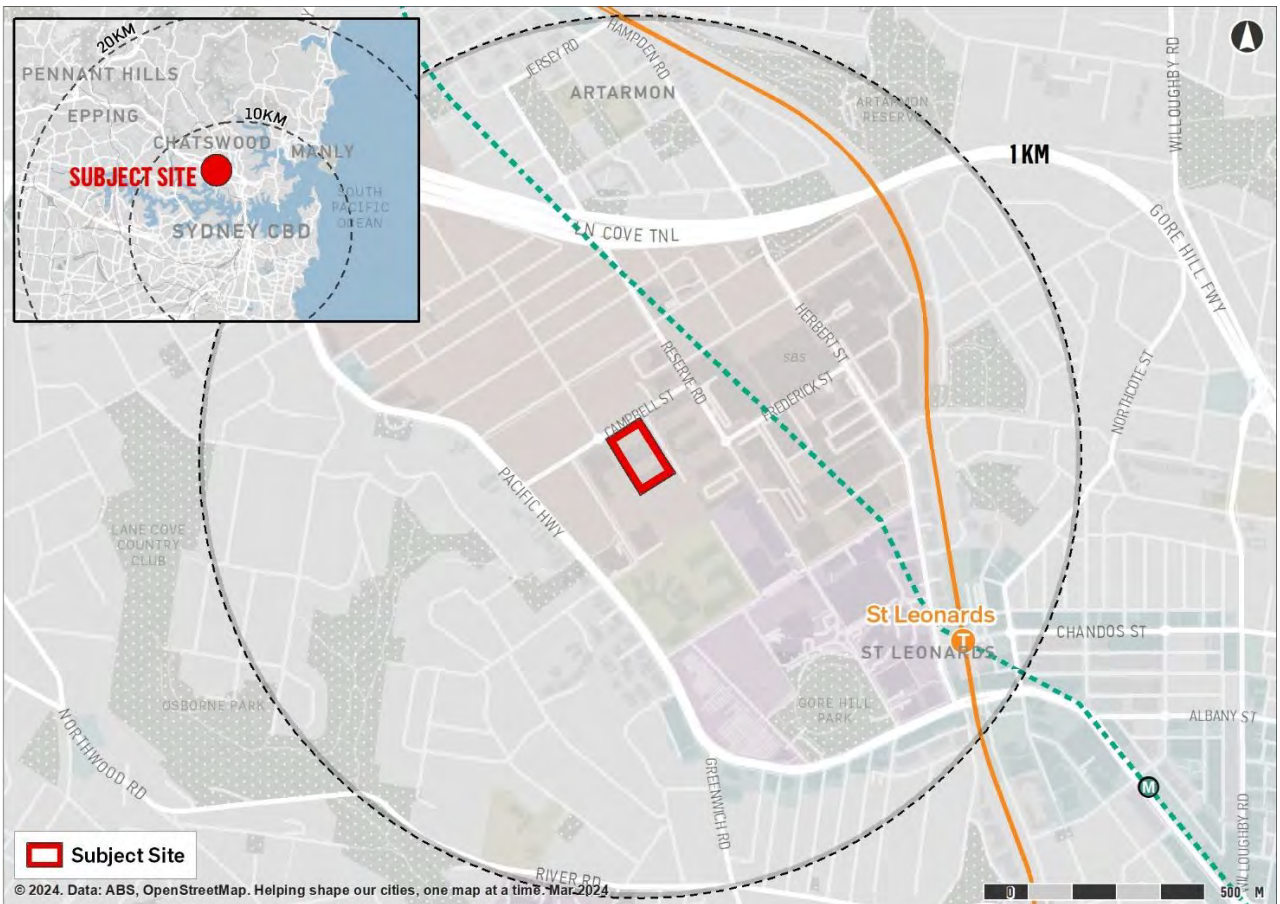 20KM
PENNANT HILLS
EPPING
10KM
CHATSWOOD
MANLY
SUBJECT SITE
SOUTH
PACIFIC
OCEAN
SYDNEY CBD
JERSEY RD
HAMPDEN RD
ARTARMON
ARTARMON
RESERVE
WILLOUGHBY RD
1 KM
LN COVE TNL
GORE HILL FWY
HERBERT ST
SBS
RESERVE RD
FREDERICK ST
CAMPBELL ST
NORTHCOTE ST
PACIFIC HWY
LANE COVE
COUNTRY
CLUB
St Leonards
T
ST LEONARDS
CHANDOS ST
OSBORNE PARK
GORE HILL
PARK
ALBANY ST
NORTHWOOD RD
GREENWICH RD
M
WILLOUGHBY RD
Subject Site
RIVER RD
© 2024. Data: ABS, OpenStreetMap. Helping shape our cities, one map at a time. Mar 2024
0 500 M